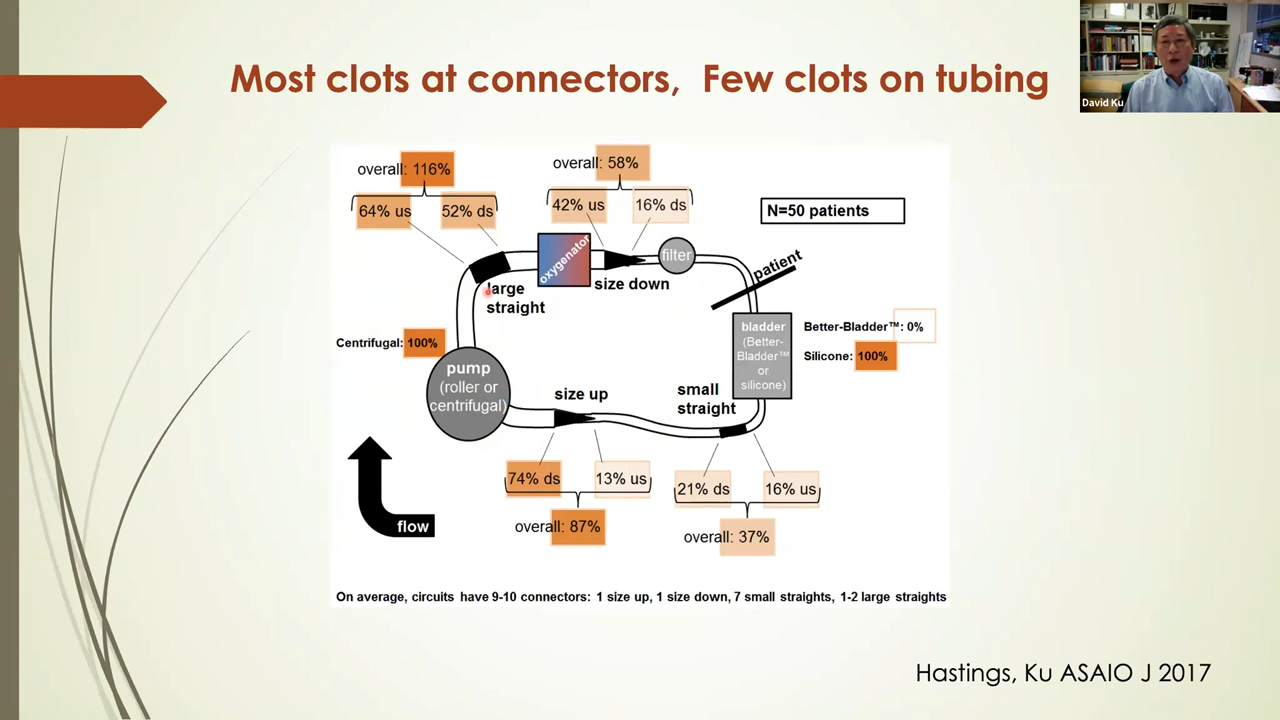 Most clots at connectors, Few clots on tubing
David Ku
overall: 116%
64% us
52% ds
overall: 58%
42% us
16% ds
N=50 patients
oxygenator
filter
size down
patient
large
straight
Centrifugal: 100%
pump
(roller or
centrifugal)
bladder
(Better-
Bladder™
or
silicone)
Better-Bladder™: 0%
Silicone: 100%
size up
small
straight
74% ds
13% us
overall: 87%
21% ds
16% us
overall: 37%
flow
On average, circuits have 9-10 connectors: 1 size up, 1 size down, 7 small straights, 1-2 large straights
Hastings, Ku ASAIO J 2017